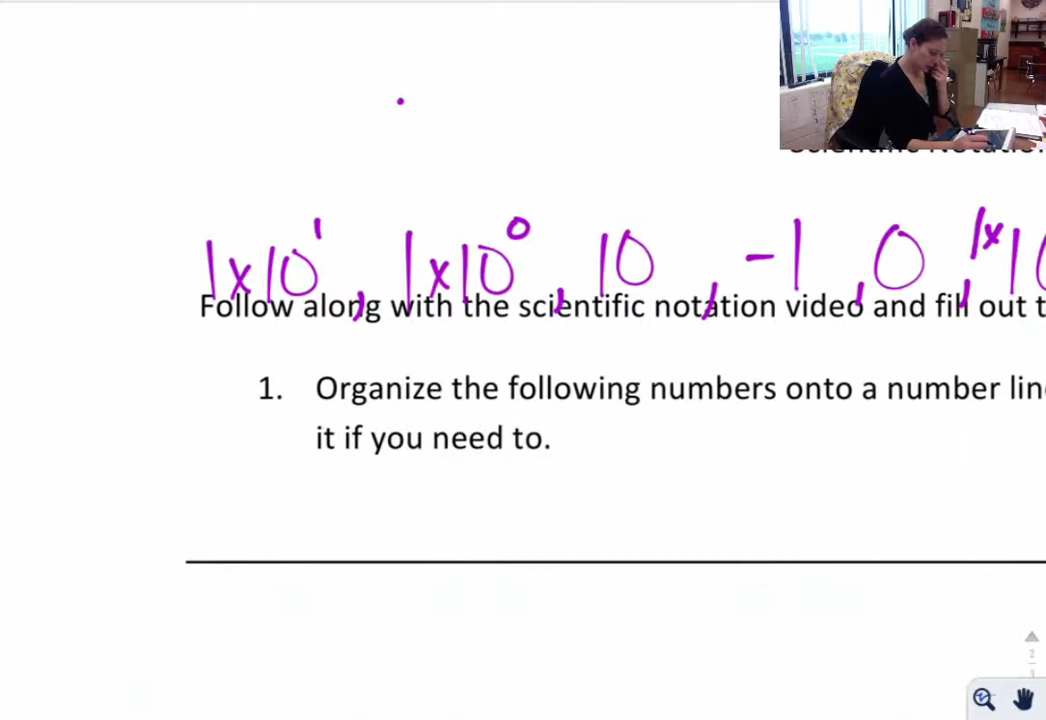 1x10¹, 1x10⁰, 10, -1, 0, 1x
Follow along with the scientific notation video and fill out
1. Organize the following numbers onto a number
it if you need to.